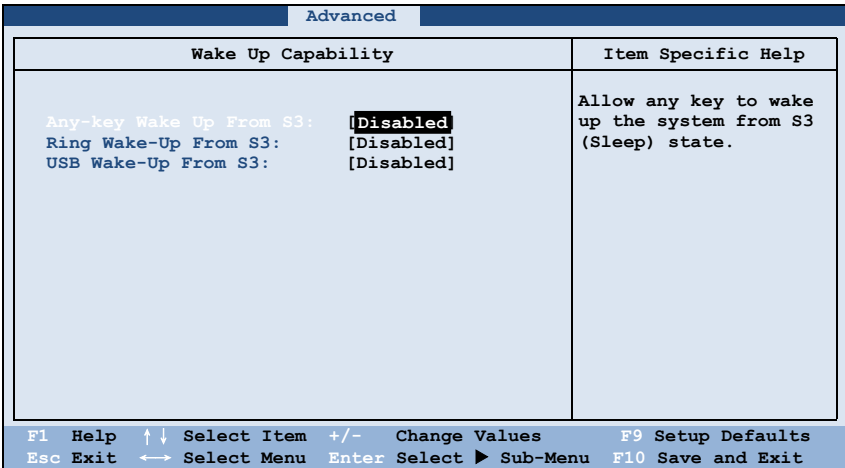 Advanced
Wake Up Capability
Item Specific Help
Any-key Wake Up From S3: [Disabled]
Ring Wake-Up From S3: [Disabled]
USB Wake-Up From S3: [Disabled]
Allow any key to wake
up the system from S3
(Sleep) state.
F1 Help ↑↓ Select Item +/- Change Values F9 Setup Defaults
Esc Exit ←→ Select Menu Enter Select ▶ Sub-Menu F10 Save and Exit